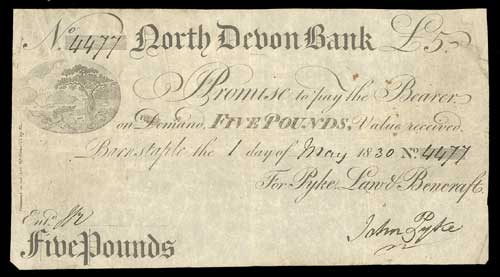 No. 4477 North Devon Bank £5
I Promise to pay the Bearer
on Demand, FIVE POUNDS, Value received
Barnstaple the 1 day of May 1830 No. 4477
For Pyke, Law & Bencraft.
Entd.
John Pyke
Five Pounds